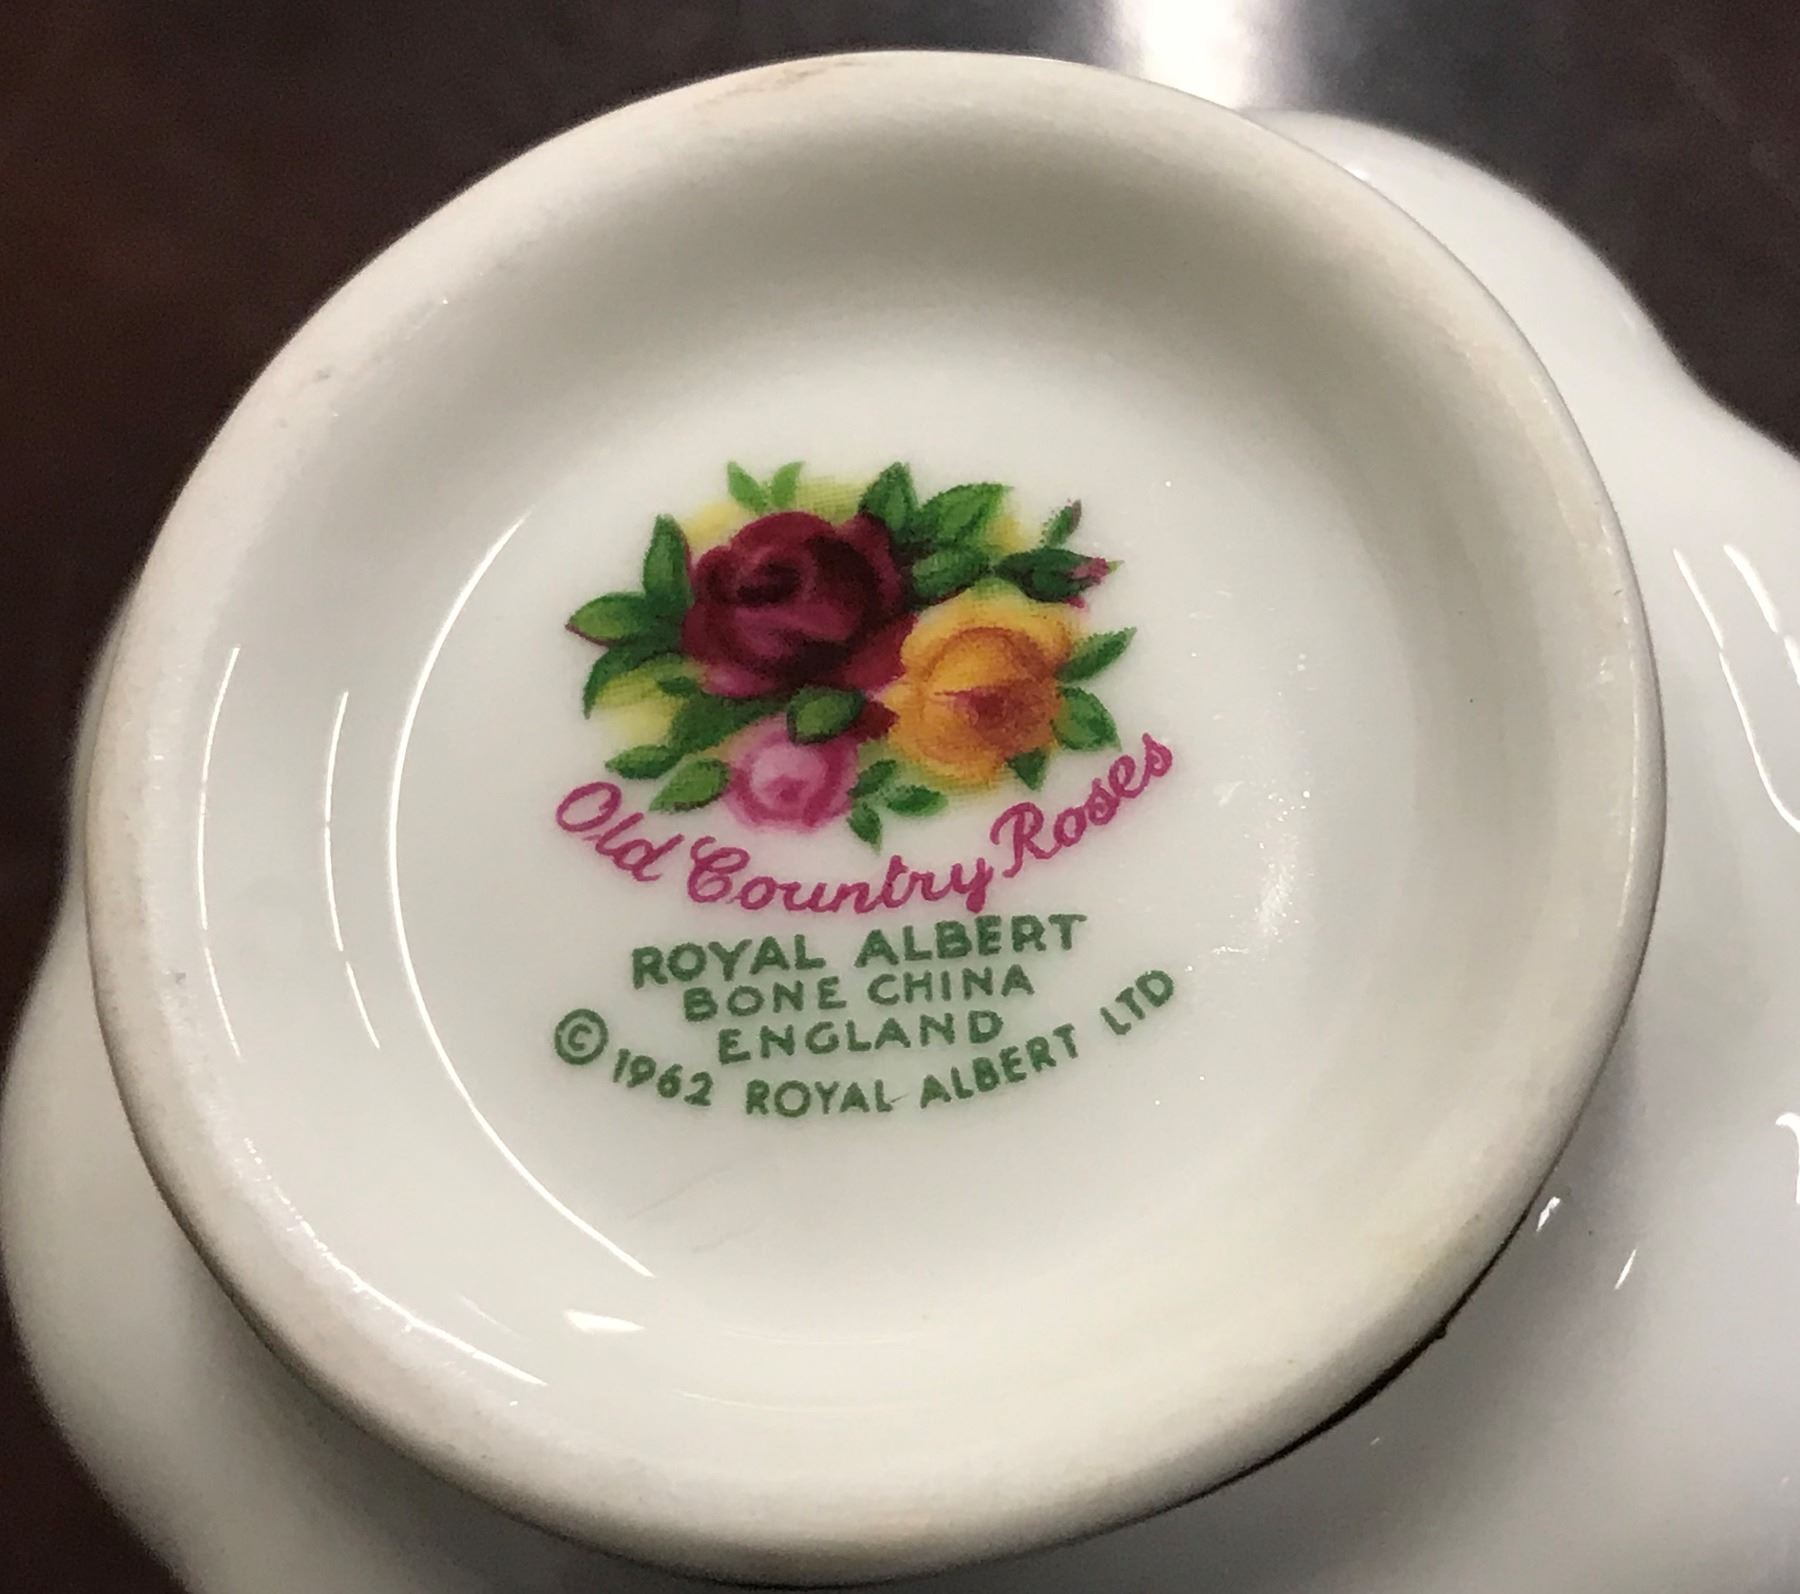 Old Country Roses
ROYAL ALBERT
BONE CHINA
ENGLAND
© 1962 ROYAL ALBERT LTD